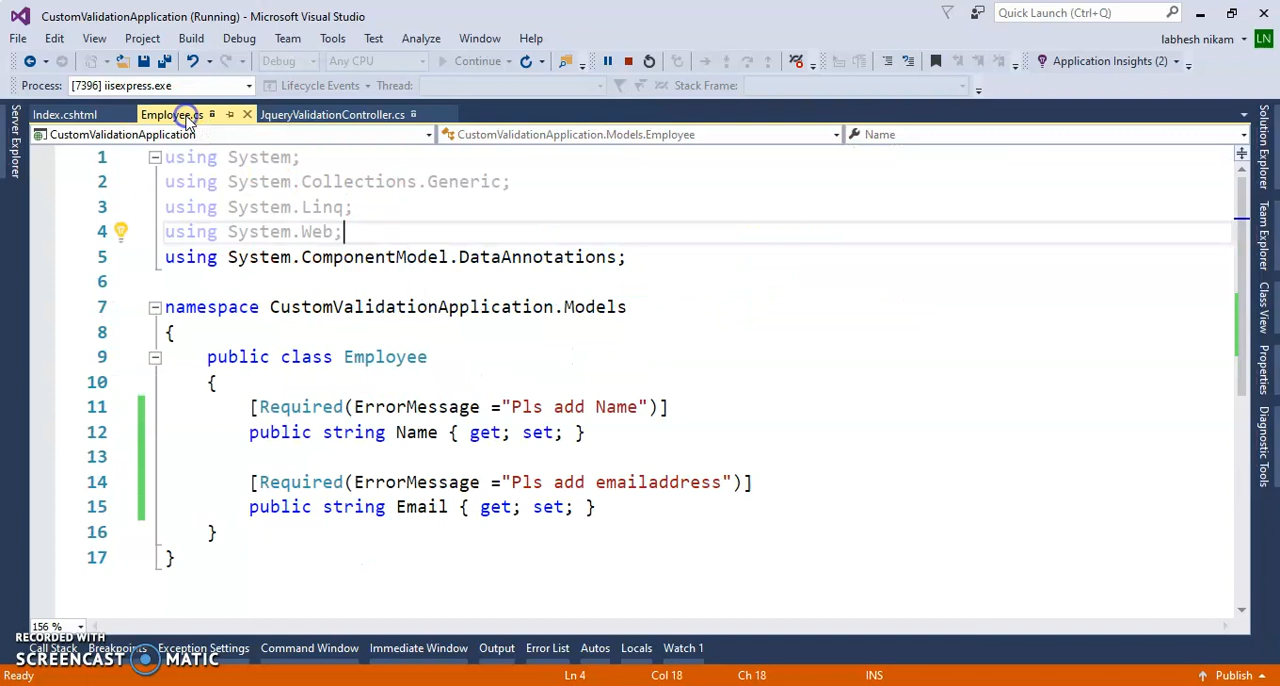 CustomValidationApplication (Running) - Microsoft Visual Studio
Quick Launch (Ctrl+Q)
File Edit View Project Build Debug Team Tools Test Analyze Window Help
labhesh nikam LN
Debug Any CPU Continue Application Insights (2)
Process: [7396] iisexpress.exe Lifecycle Events Thread: Stack Frame:
Index.cshtml Employee.cs JqueryValidationController.cs
CustomValidationApplication CustomValidationApplication.Models.Employee Name
Server Explorer
Solution Explorer
Team Explorer
Class View
Properties
Diagnostic Tools
1 using System;
2 using System.Collections.Generic;
3 using System.Linq;
4 using System.Web;
5 using System.ComponentModel.DataAnnotations;
6
7 namespace CustomValidationApplication.Models
8 {
9 public class Employee
10 {
11 [Required(ErrorMessage ="Pls add Name")]
12 public string Name { get; set; }
13
14 [Required(ErrorMessage ="Pls add emailaddress")]
15 public string Email { get; set; }
16 }
17 }
156 %
RECORDED WITH
SCREENCAST MATIC
Call Stack Breakpoints Exception Settings Command Window Immediate Window Output Error List Autos Locals Watch 1
Ready Ln 4 Col 18 Ch 18 INS Publish